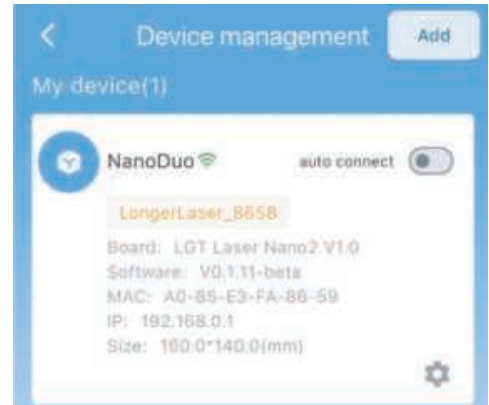 Device management Add
My device(1)
NanoDuo auto connect
LongerLaser_8658
Board: LGT Laser Nano2 V1.0
Software: V0.1.11-beta
MAC: A0-85-E3-FA-86-59
IP: 192.168.0.1
Size: 160.0*140.0(mm)